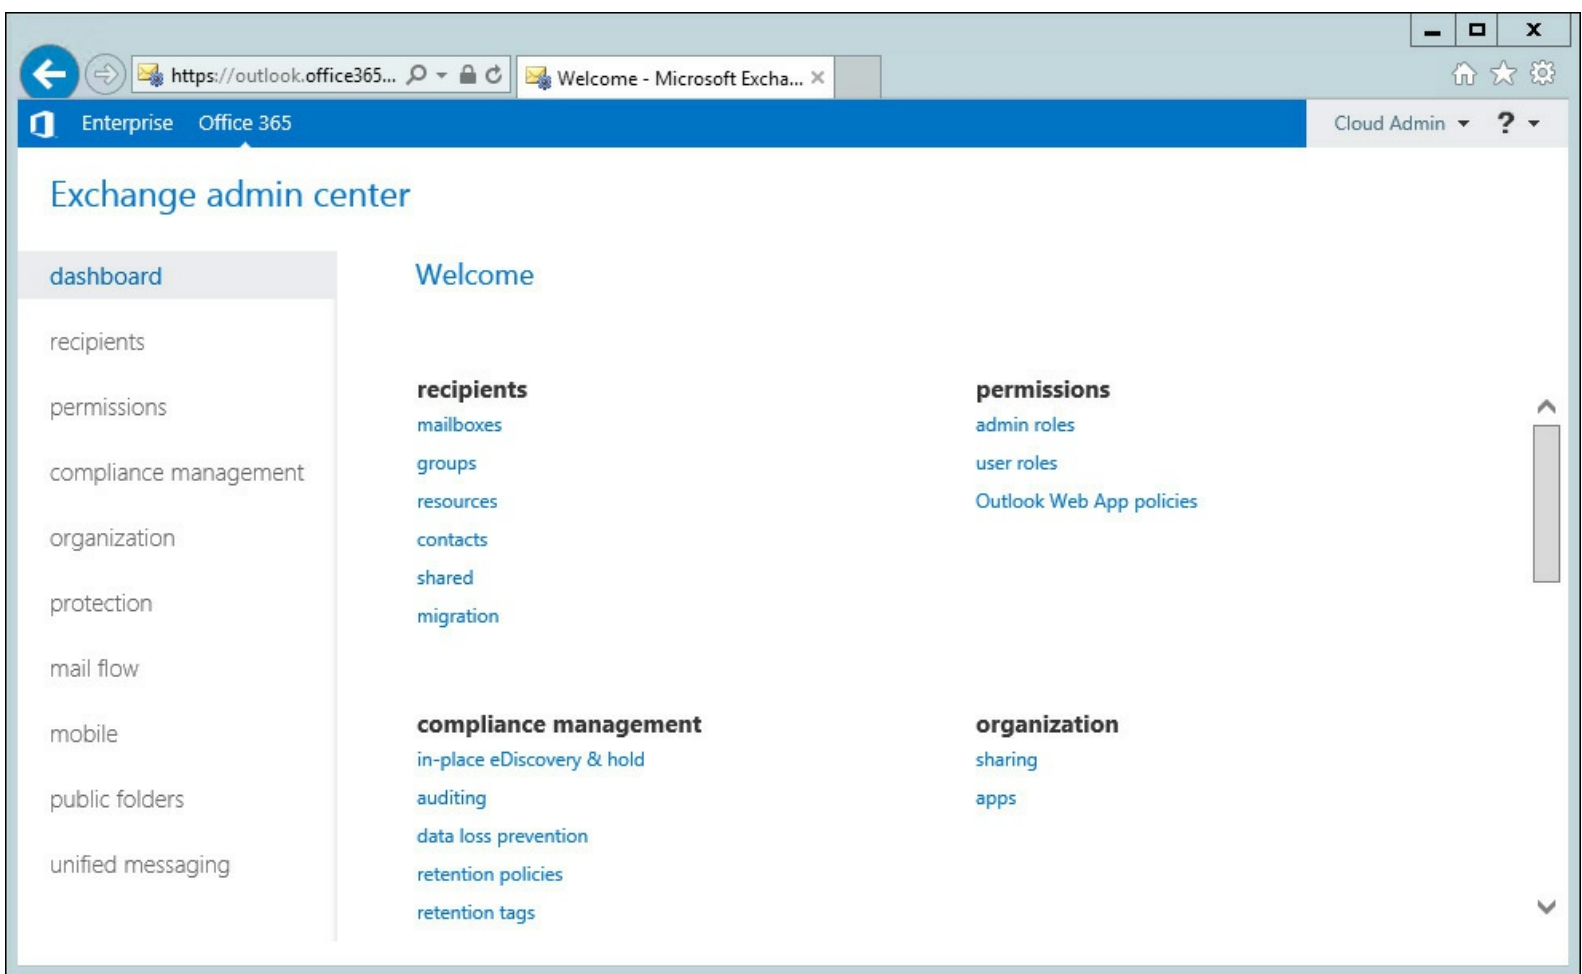 https://outlook.office365...
Welcome - Microsoft Excha...
Enterprise Office 365
Cloud Admin ?
Exchange admin center
dashboard
recipients
permissions
compliance management
organization
protection
mail flow
mobile
public folders
unified messaging
Welcome
recipients
mailboxes
groups
resources
contacts
shared
migration
permissions
admin roles
user roles
Outlook Web App policies
compliance management
in-place eDiscovery & hold
auditing
data loss prevention
retention policies
retention tags
organization
sharing
apps